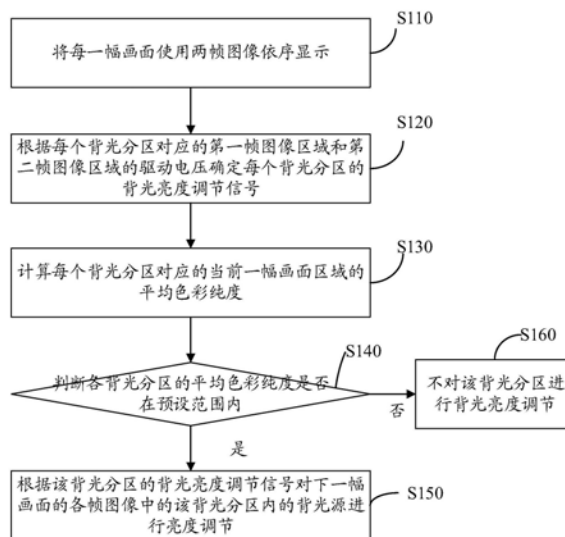 S110
将每一幅画面使用两帧图像依序显示
S120
根据每个背光分区对应的第一帧图像区域和第
二帧图像区域的驱动电压确定每个背光分区的
背光亮度调节信号
S130
计算每个背光分区对应的当前一幅画面区域的
平均色彩纯度
S140
判断各背光分区的平均色彩纯度是否
在预设范围内
否
S160
不对该背光分区进
行背光亮度调节
是
S150
根据该背光分区的背光亮度调节信号对下一幅
画面的各帧图像中的该背光分区内的背光源进
行亮度调节